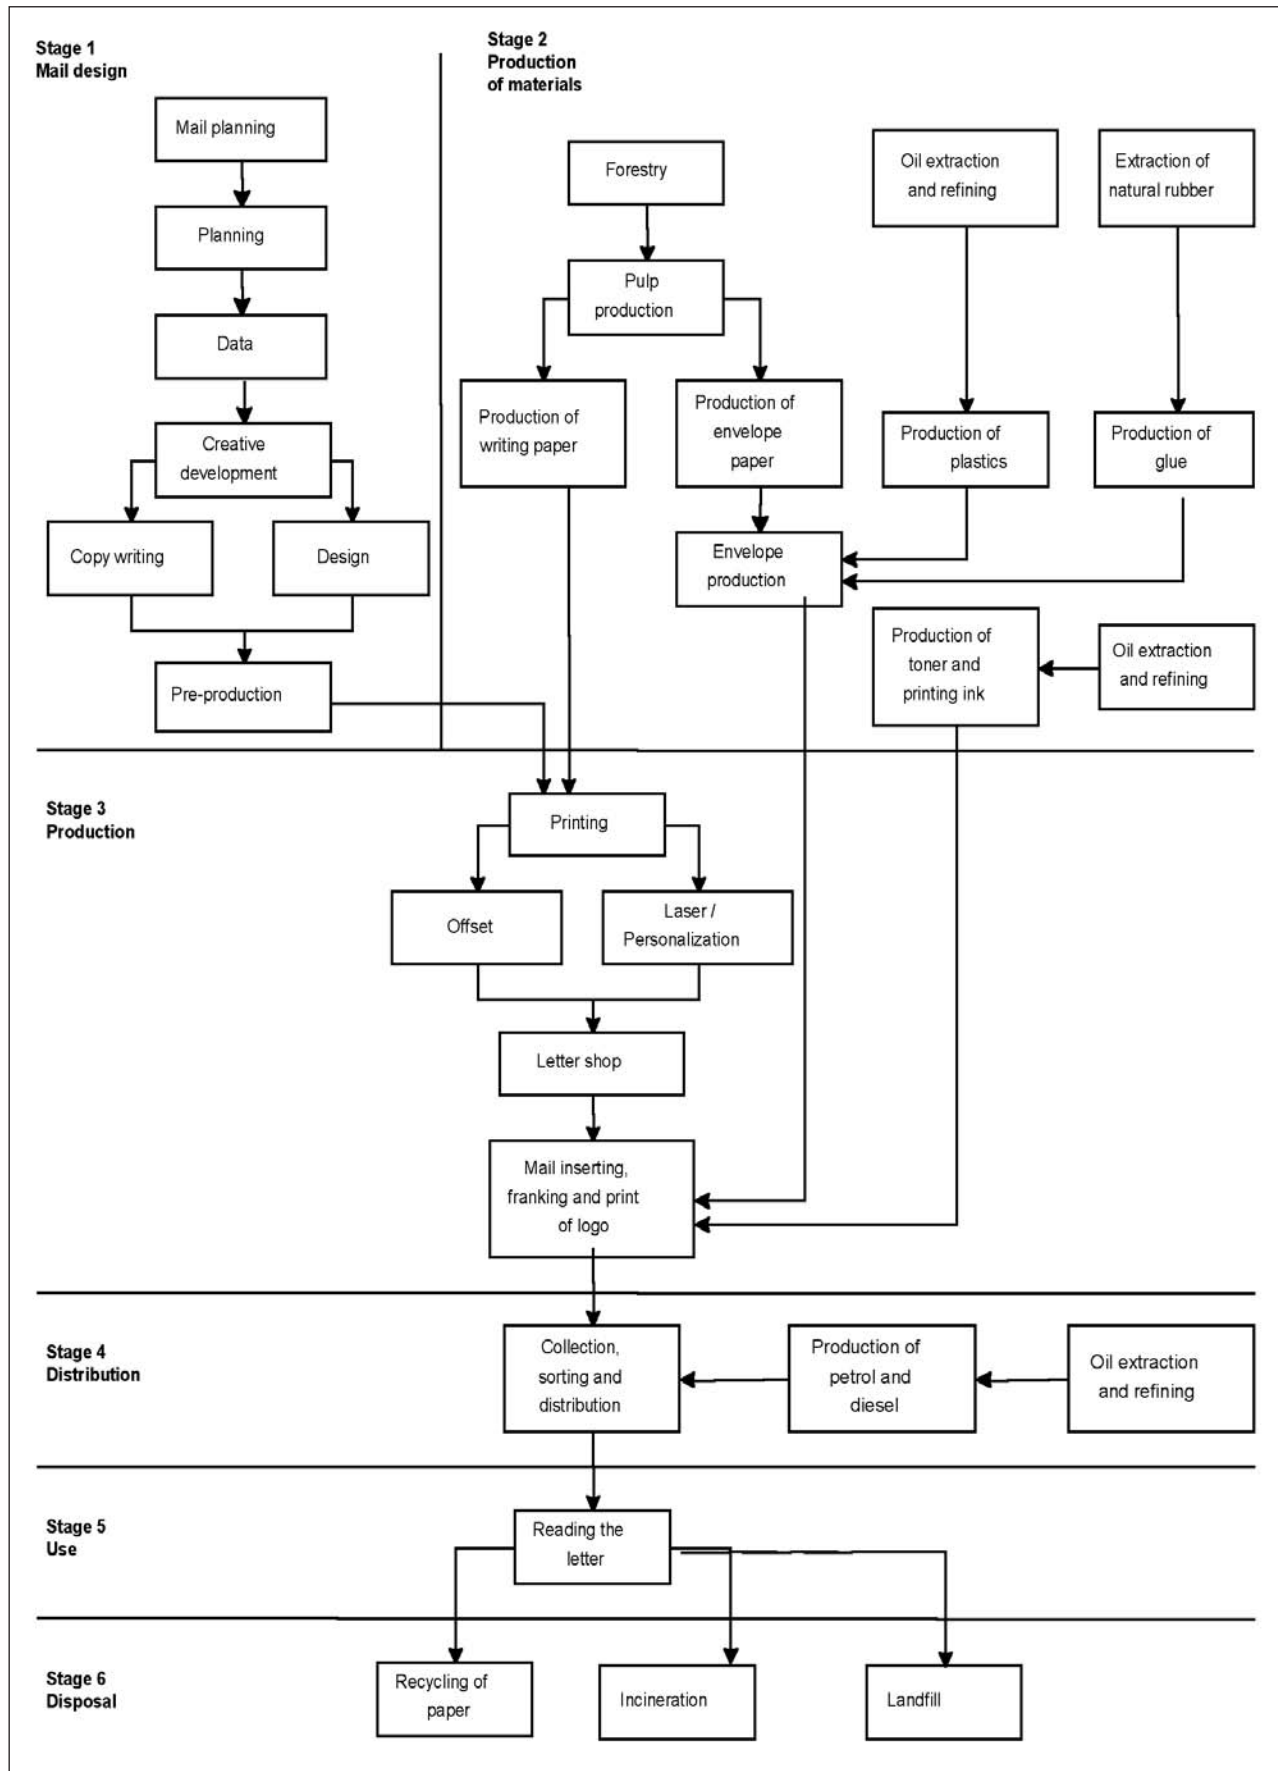 Stage 1
Mail design
Mail planning
Planning
Data
Creative
development
Copy writing
Design
Pre-production
Stage 2
Production
of materials
Forestry
Oil extraction
and refining
Extraction of
natural rubber
Pulp
production
Production of
writing paper
Production of
envelope
paper
Production of
plastics
Production of
glue
Envelope
production
Production of
toner and
printing ink
Oil extraction
and refining
Stage 3
Production
Printing
Offset
Laser /
Personalization
Letter shop
Mail inserting,
franking and print
of logo
Stage 4
Distribution
Collection,
sorting and
distribution
Production of
petrol and
diesel
Oil extraction
and refining
Stage 5
Use
Reading the
letter
Stage 6
Disposal
Recycling of
paper
Incineration
Landfill